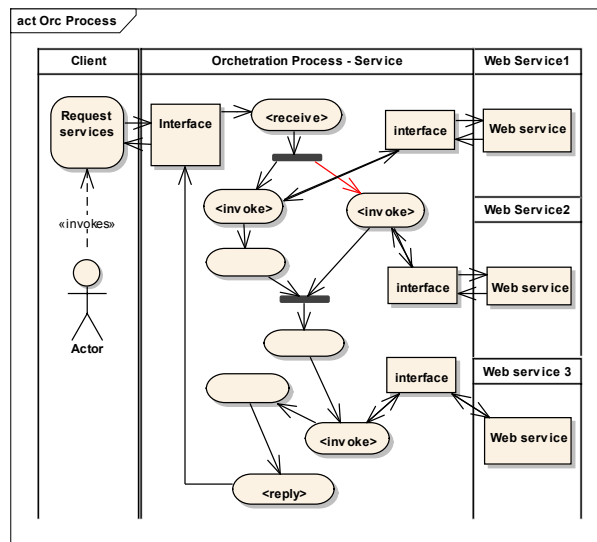 act Orc Process
Client
Orchetration Process - Service
Web Service1
Request
services
Interface
<receive>
interface
Web service
<invoke>
<invoke>
Web Service2
«invokes»
interface
Web service
Actor
Web service 3
interface
<invoke>
Web service
<reply>